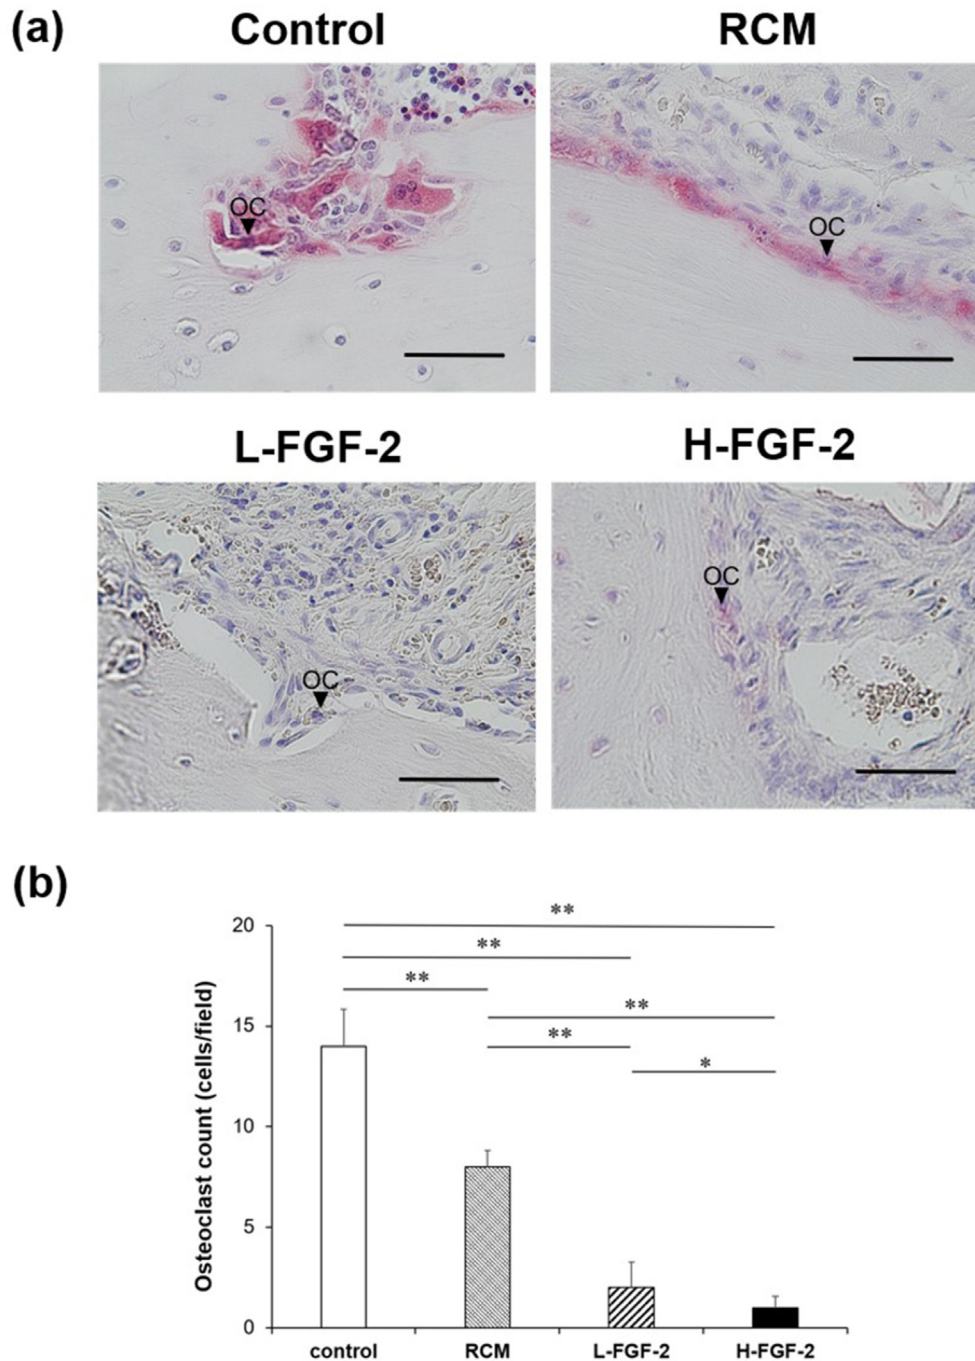 (a)
Control RCM
OC
OC
L-FGF-2 H-FGF-2
OC
OC
(b)
Osteoclast count (cells/field)
20
15
10
5
0
**
**
**
**
**
*
control RCM L-FGF-2 H-FGF-2